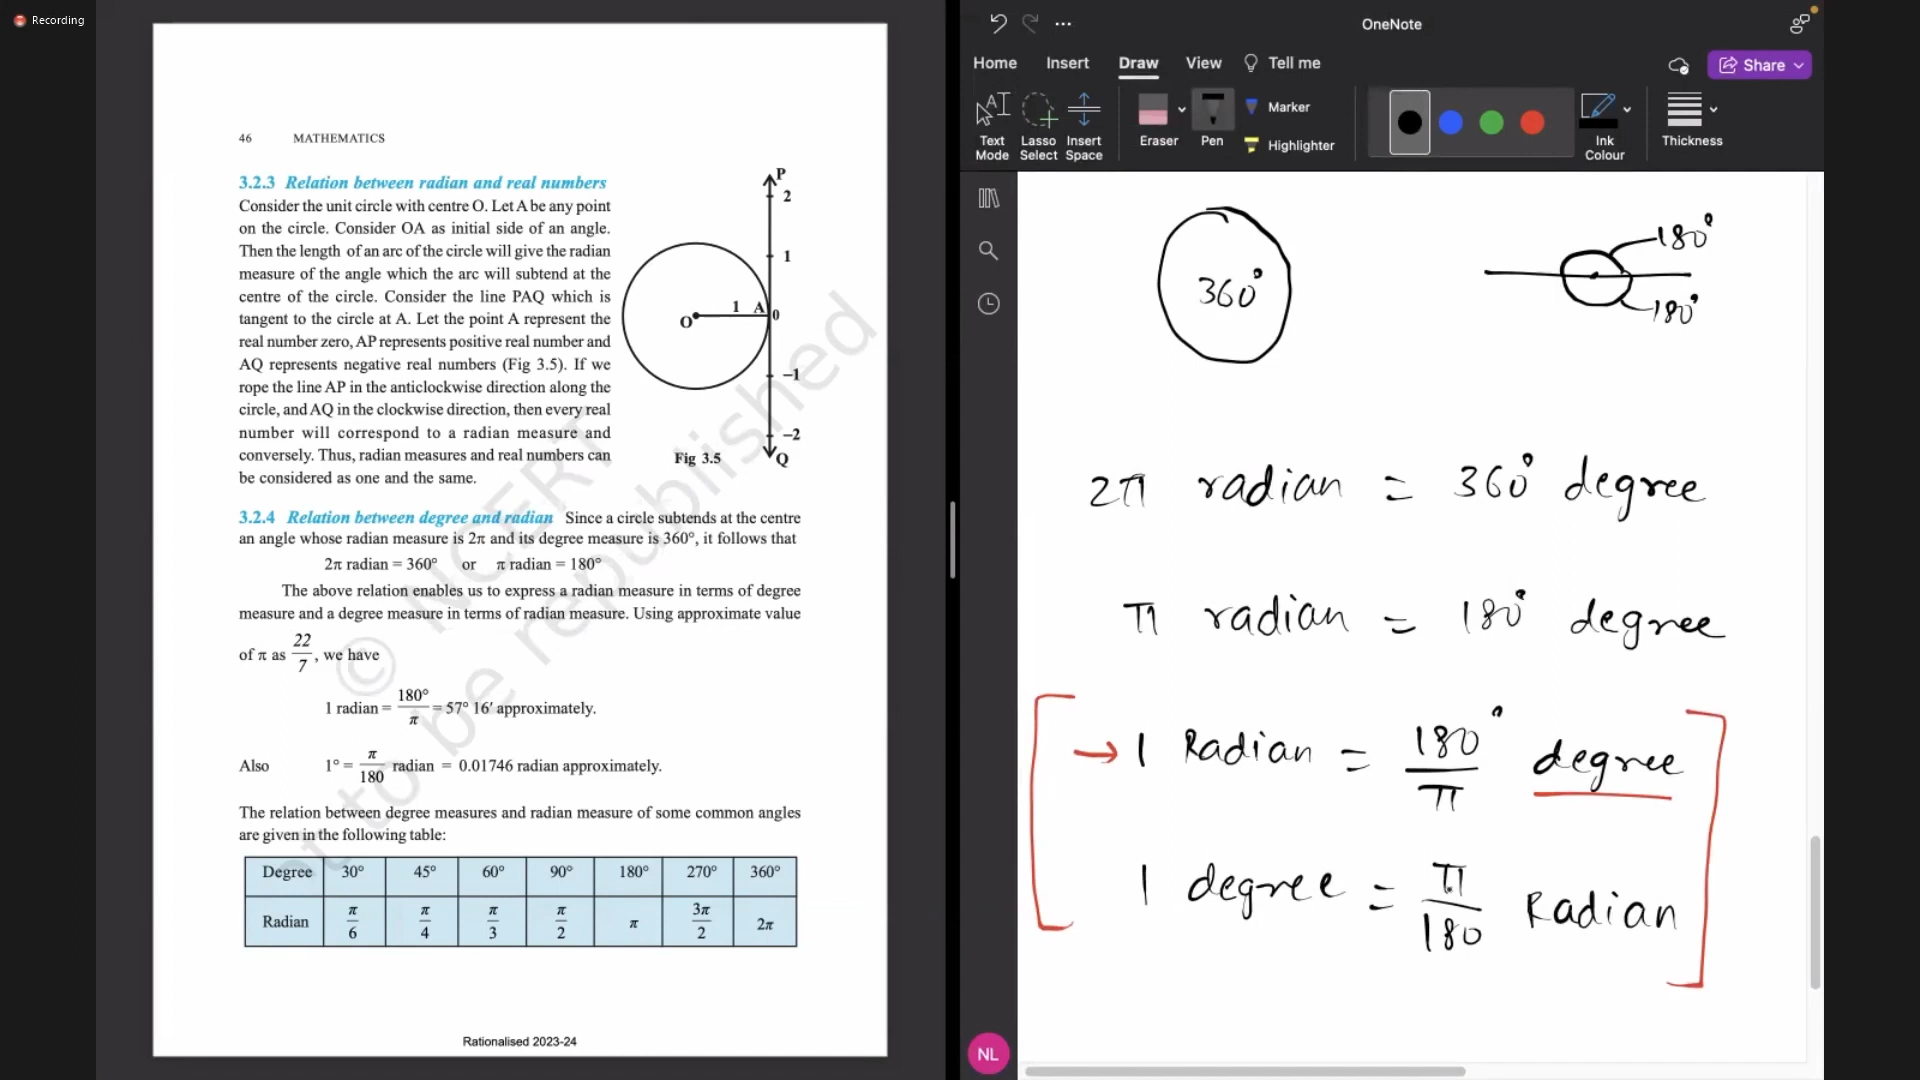 Recording
46 MATHEMATICS
3.2.3 Relation between radian and real numbers
Consider the unit circle with centre O. Let A be any point
on the circle. Consider OA as initial side of an angle.
Then the length of an arc of the circle will give the radian
measure of the angle which the arc will subtend at the
centre of the circle. Consider the line PAQ which is
tangent to the circle at A. Let the point A represent the
real number zero, AP represents positive real number and
AQ represents negative real numbers (Fig 3.5). If we
rope the line AP in the anticlockwise direction along the
circle, and AQ in the clockwise direction, then every real
number will correspond to a radian measure and
conversely. Thus, radian measures and real numbers can
be considered as one and the same.
P
2
1
1 A 0
O
−1
−2
Fig 3.5 Q
3.2.4 Relation between degree and radian Since a circle subtends at the centre
an angle whose radian measure is 2π and its degree measure is 360°, it follows that
2π radian = 360° or π radian = 180°
The above relation enables us to express a radian measure in terms of degree
measure and a degree measure in terms of radian measure. Using approximate value
of π as 22/7, we have
1 radian = 180°/π = 57° 16′ approximately.
Also 1° = π/180 radian = 0.01746 radian approximately.
The relation between degree measures and radian measure of some common angles
are given in the following table:
Degree 30° 45° 60° 90° 180° 270° 360°
Radian π/6 π/4 π/3 π/2 π 3π/2 2π
© NCERT
not to be republished
Rationalised 2023-24
OneNote
Home Insert Draw View Tell me
Share
Text Mode Lasso Select Insert Space Eraser Pen Marker Highlighter Ink Colour Thickness
360°
180°
180°
2π radian = 360° degree
π radian = 180° degree
→ 1 Radian = 180°/π degree
1 degree = π/180 Radian
NL